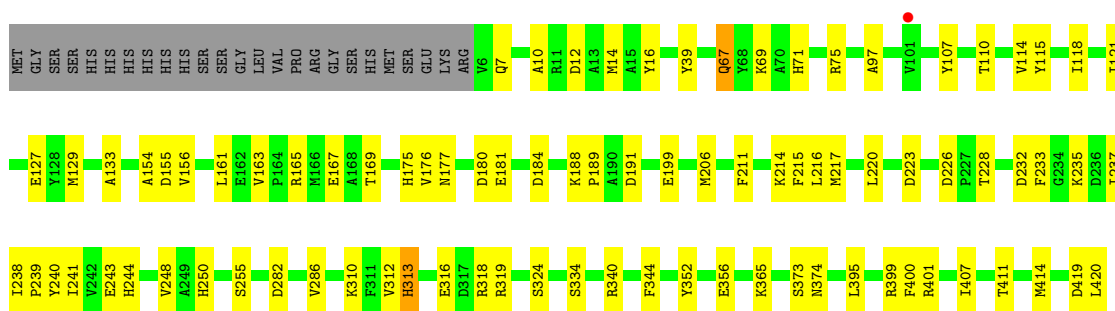 MET GLY SER SER HIS HIS HIS HIS HIS HIS SER SER GLY LEU VAL PRO ARG GLY SER HIS MET SER GLU LYS ARG V6 Q7 A10 R11 D12 A13 M14 A15 Y16 Y39 Q67 Y68 K69 A70 H71 R75 A97 V101 Y107 T110 V114 Y115 I118 I121
E127 Y128 M129 A133 A154 D155 V156 L161 E162 V163 P164 R165 M166 E167 A168 T169 H175 V176 N177 D180 E181 D184 K188 P189 A190 D191 E199 M206 F211 K214 F215 L216 M217 L220 D223 D226 P227 T228 D232 F233 G234 K235 D236 I237
I238 P239 Y240 I241 V242 E243 H244 V248 A249 H250 S255 D282 V286 K310 F311 V312 H313 E316 D317 R318 R319 S324 S334 R340 F344 Y352 E356 K365 S373 N374 L395 R399 F400 R401 I407 T411 M414 D419 L420